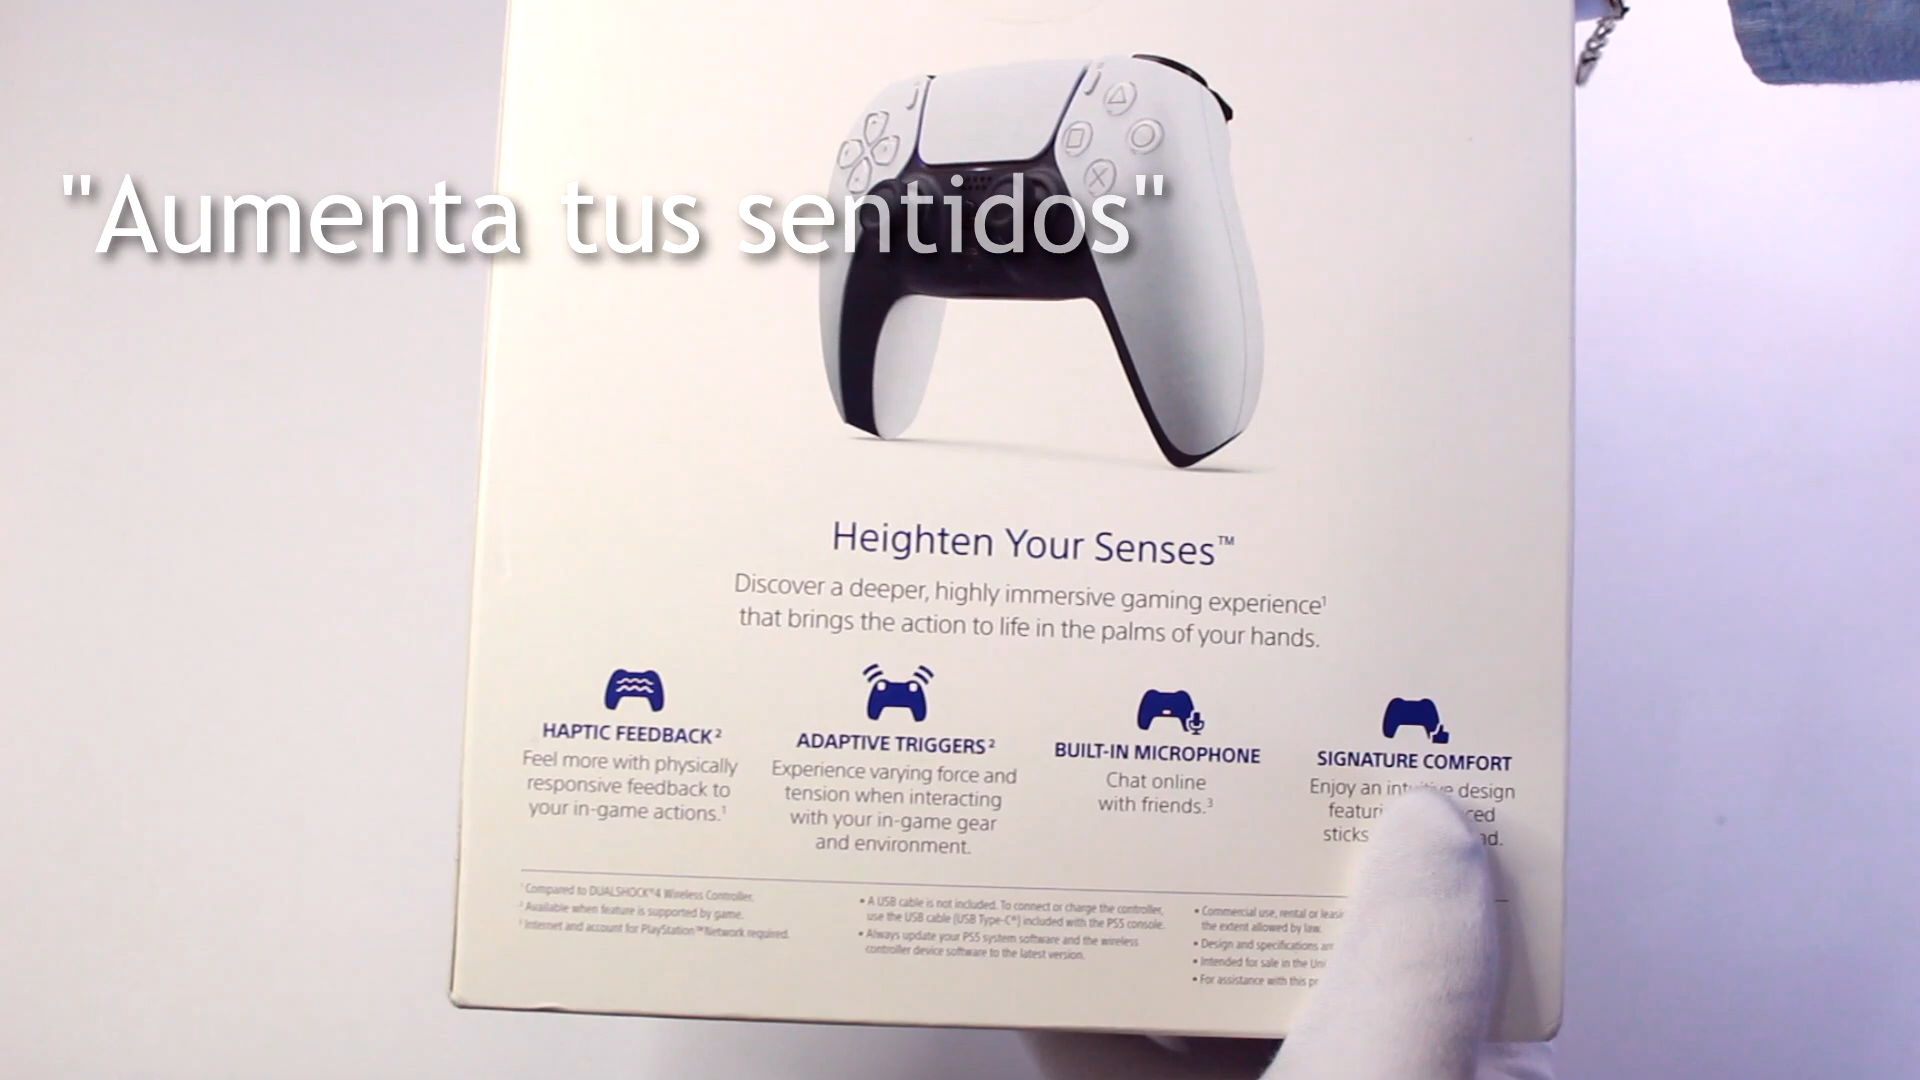 "Aumenta tus sentidos"
Heighten Your Senses™
Discover a deeper, highly immersive gaming experience¹
that brings the action to life in the palms of your hands.
HAPTIC FEEDBACK²
Feel more with physically
responsive feedback to
your in-game actions.¹
ADAPTIVE TRIGGERS²
Experience varying force and
tension when interacting
with your in-game gear
and environment.
BUILT-IN MICROPHONE
Chat online
with friends.³
SIGNATURE COMFORT
Enjoy an intuitive design
sticks
¹ Compared to DUALSHOCK®4 Wireless Controller.
² Available when feature is supported by game.
³ Internet and account for PlayStation™Network required.
• A USB cable is not included. To connect or charge the controller,
use the USB cable (USB Type-C®) included with the PS5 console.
• Always update your PS5 system software and the wireless
controller device software to the latest version.
• Commercial use, rental or
the extent allowed by law.
• Design and specifications
• Intended for sale in the
• For assistance with this